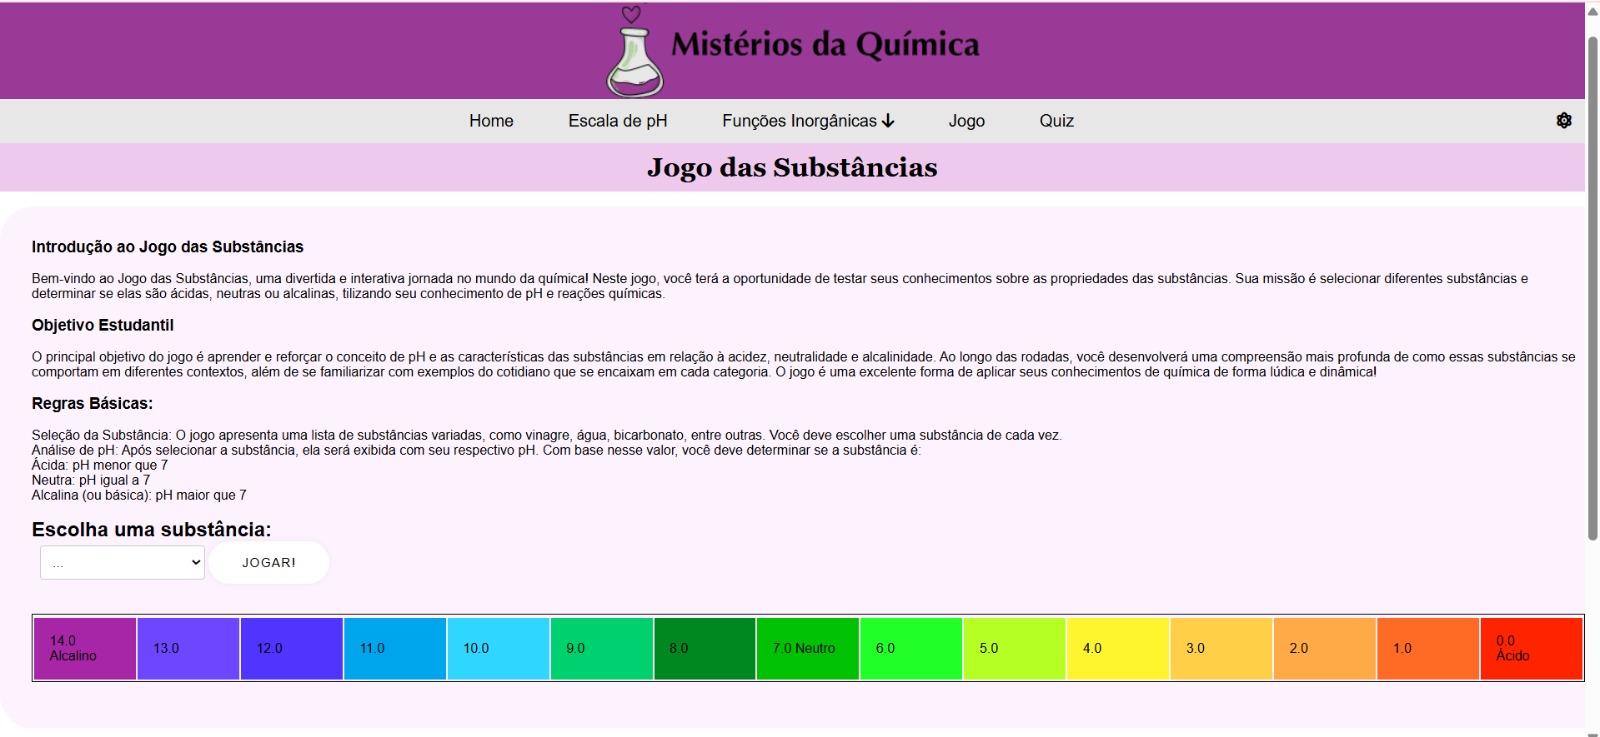 Mistérios da Química
Home Escala de pH Funções Inorgânicas Jogo Quiz
Jogo das Substâncias
Introdução ao Jogo das Substâncias
Bem-vindo ao Jogo das Substâncias, uma divertida e interativa jornada no mundo da química! Neste jogo, você terá a oportunidade de testar seus conhecimentos sobre as propriedades das substâncias. Sua missão é selecionar diferentes substâncias e
determinar se elas são ácidas, neutras ou alcalinas, tilizando seu conhecimento de pH e reações químicas.
Objetivo Estudantil
O principal objetivo do jogo é aprender e reforçar o conceito de pH e as características das substâncias em relação à acidez, neutralidade e alcalinidade. Ao longo das rodadas, você desenvolverá uma compreensão mais profunda de como essas substâncias se
comportam em diferentes contextos, além de se familiarizar com exemplos do cotidiano que se encaixam em cada categoria. O jogo é uma excelente forma de aplicar seus conhecimentos de química de forma lúdica e dinâmica!
Regras Básicas:
Seleção da Substância: O jogo apresenta uma lista de substâncias variadas, como vinagre, água, bicarbonato, entre outras. Você deve escolher uma substância de cada vez.
Análise de pH: Após selecionar a substância, ela será exibida com seu respectivo pH. Com base nesse valor, você deve determinar se a substância é:
Ácida: pH menor que 7
Neutra: pH igual a 7
Alcalina (ou básica): pH maior que 7
Escolha uma substância:
... JOGAR!
14.0 Alcalino 13.0 12.0 11.0 10.0 9.0 8.0 7.0 Neutro 6.0 5.0 4.0 3.0 2.0 1.0 0.0 Ácido